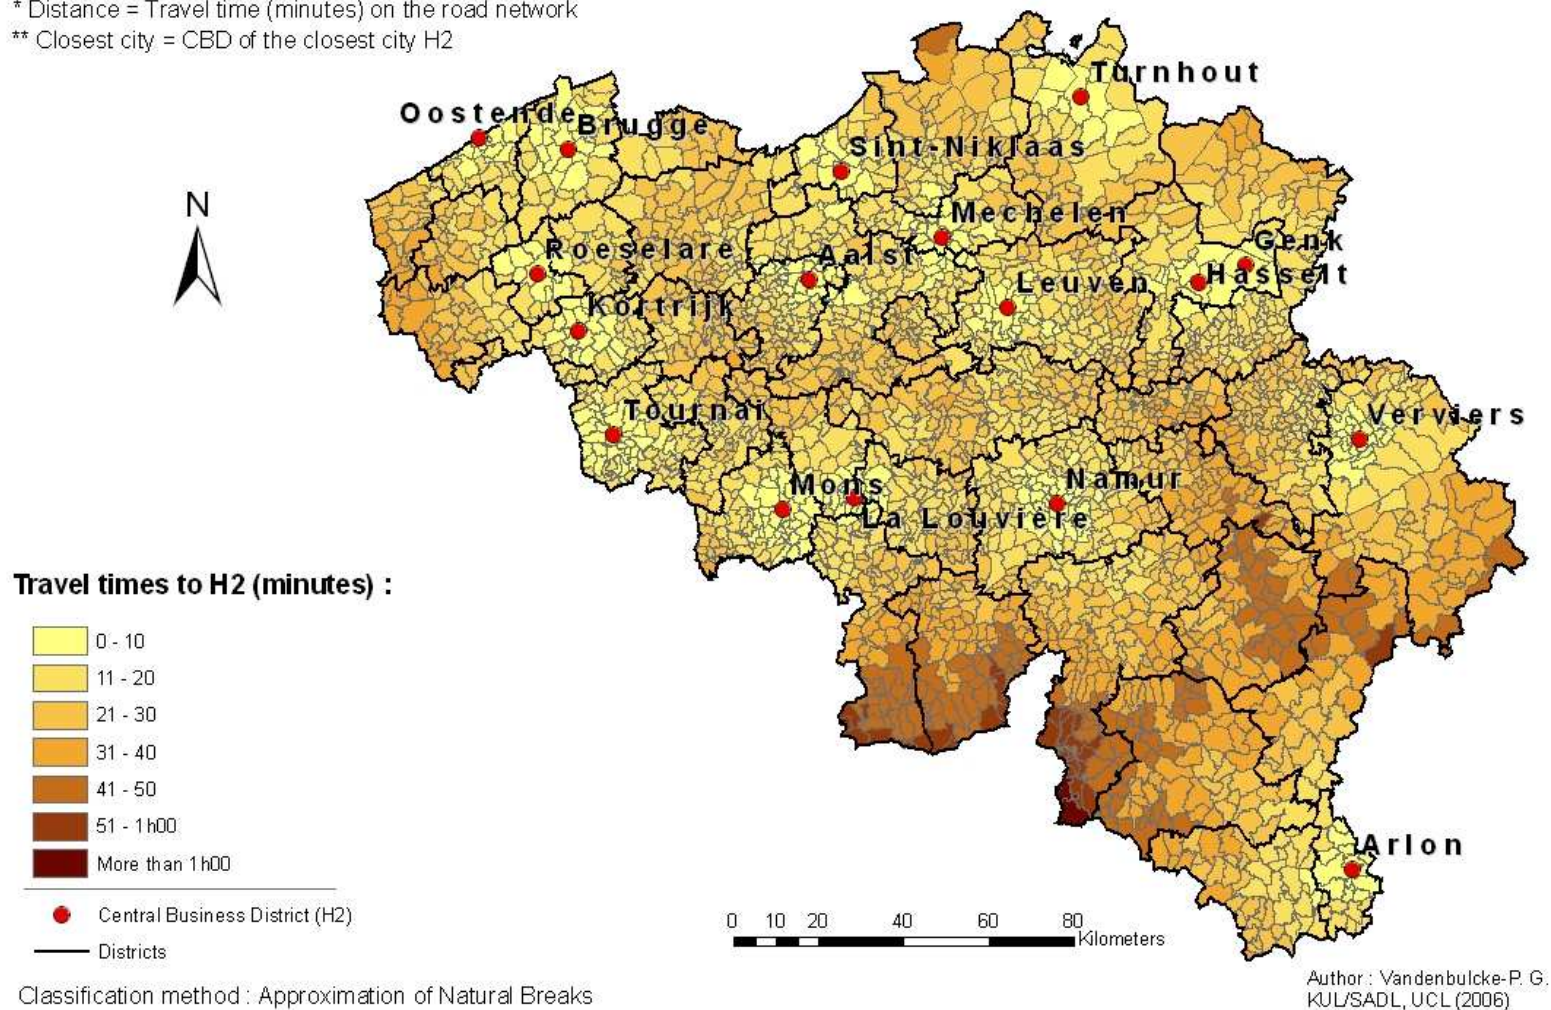 * Distance = Travel time (minutes) on the road network
** Closest city = CBD of the closest city H2
Turnhout
Oostende
Brugge
Sint-Niklaas
N
Mechelen
Roeselare
Aalst
Genk
Hasselt
Leuven
Kortrijk
Tournai
Verviers
Mons
Namur
La Louvière
Travel times to H2 (minutes) :
0 - 10
11 - 20
21 - 30
31 - 40
41 - 50
51 - 1h00
More than 1h00
Arlon
Central Business District (H2)
Districts
0 10 20 40 60 80
Kilometers
Classification method : Approximation of Natural Breaks
Author : Vandenbulcke-P. G.
KUL/SADL, UCL (2006)